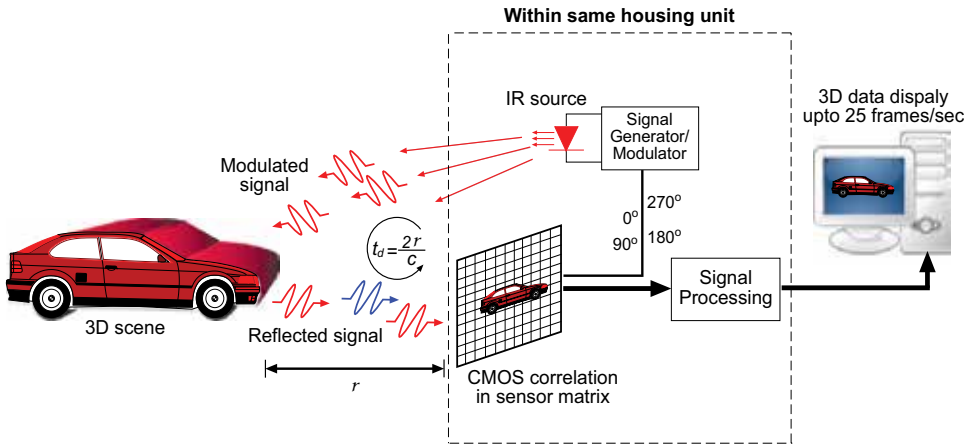 Within same housing unit
IR source
Signal
Generator/
Modulator
3D data dispaly
upto 25 frames/sec
Modulated
signal
270°
0°
90°
180°
t_d = 2r/c
Signal
Processing
3D scene
Reflected signal
r
CMOS correlation
in sensor matrix